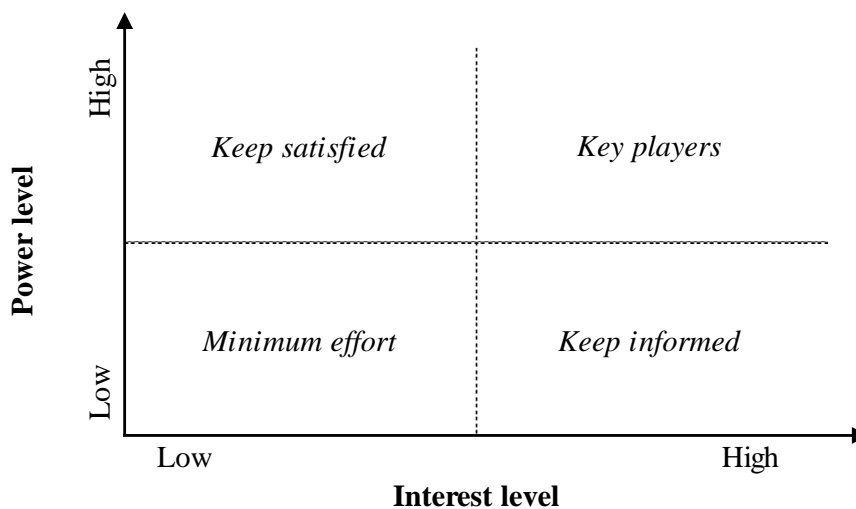 High
Keep satisfied
Key players
Power level
Minimum effort
Keep informed
Low
Low
High
Interest level